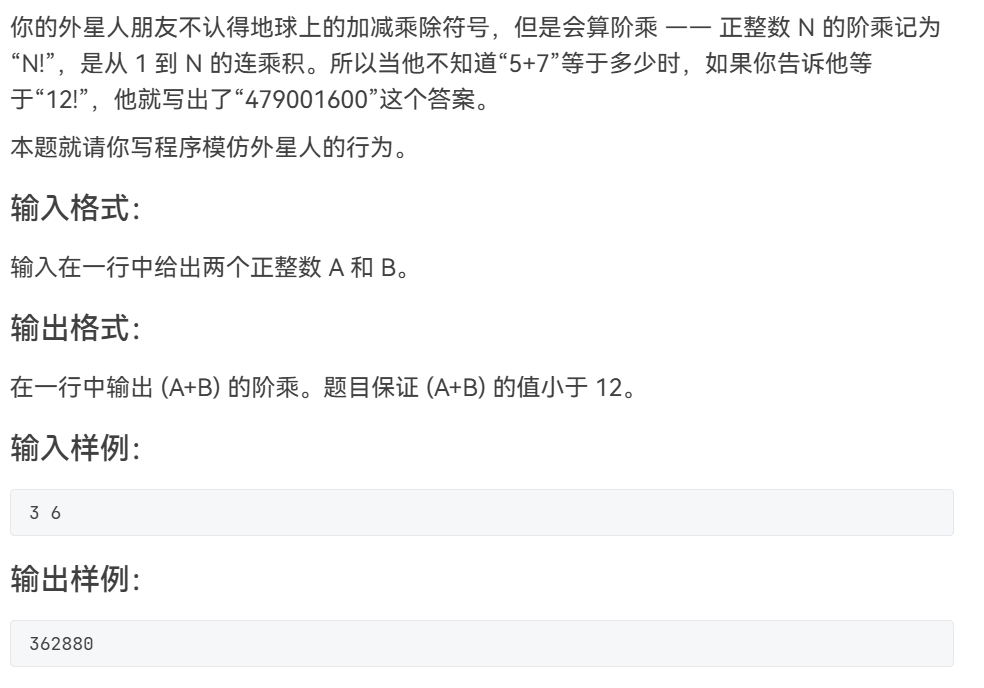 你的外星人朋友不认得地球上的加减乘除符号，但是会算阶乘 —— 正整数 N 的阶乘记为
“N!”，是从 1 到 N 的连乘积。所以当他不知道“5+7”等于多少时，如果你告诉他等
于“12!”，他就写出了“479001600”这个答案。
本题就请你写程序模仿外星人的行为。
输入格式：
输入在一行中给出两个正整数 A 和 B。
输出格式：
在一行中输出 (A+B) 的阶乘。题目保证 (A+B) 的值小于 12。
输入样例：
3 6
输出样例：
362880